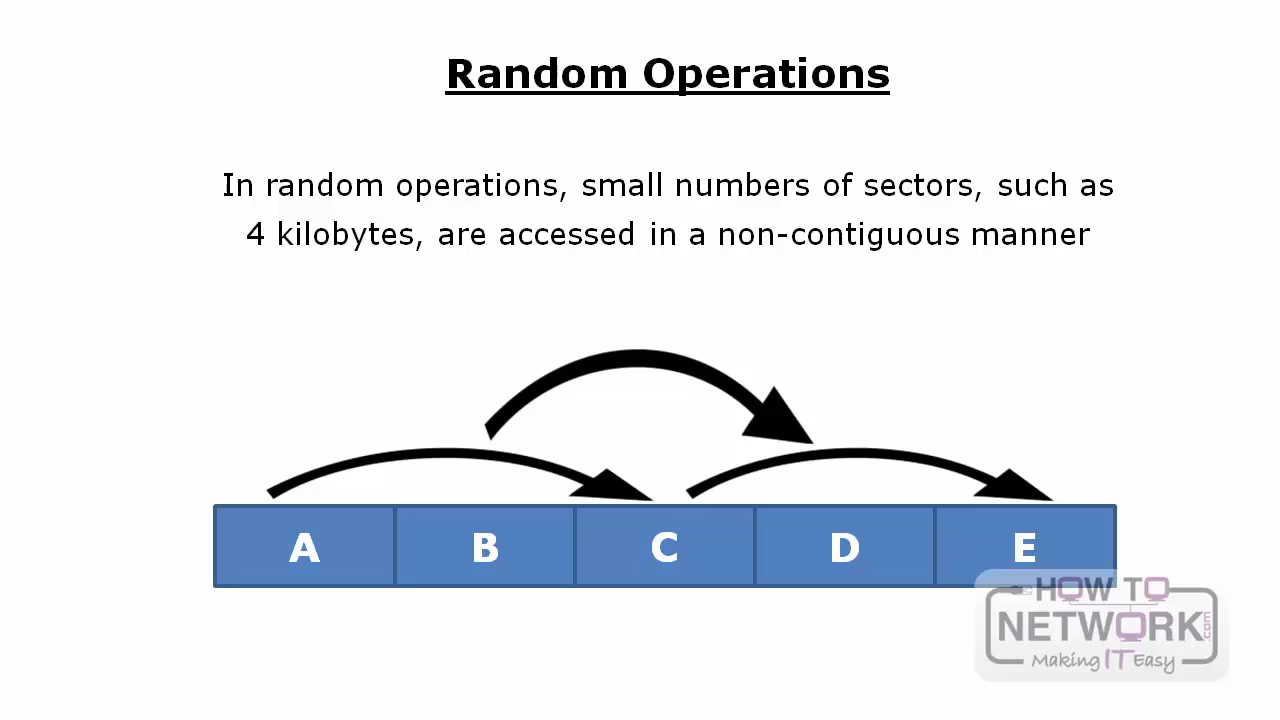 Random Operations
In random operations, small numbers of sectors, such as
4 kilobytes, are accessed in a non-contiguous manner
A B C D E
HOW TO
NETWORK.com
Making IT Easy